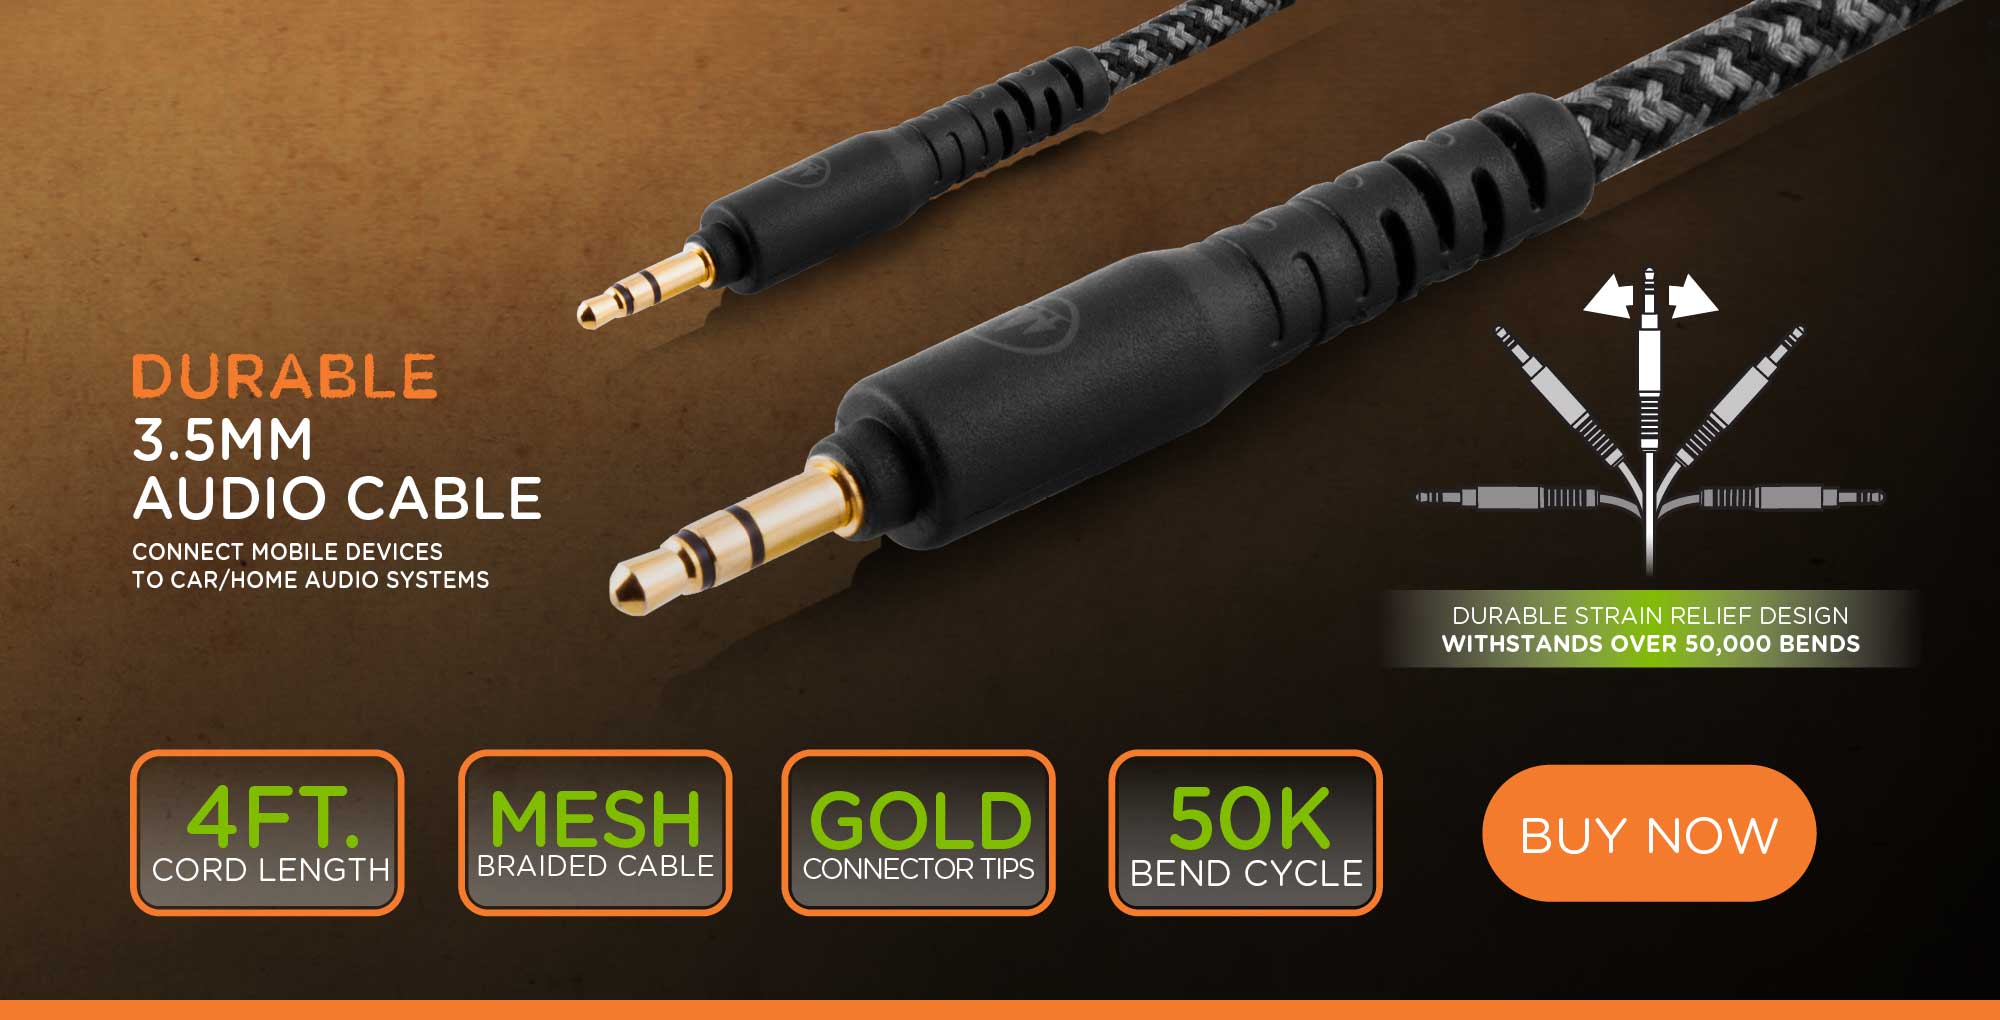 DURABLE
3.5MM
AUDIO CABLE
CONNECT MOBILE DEVICES
TO CAR/HOME AUDIO SYSTEMS
DURABLE STRAIN RELIEF DESIGN
WITHSTANDS OVER 50,000 BENDS
4FT.
CORD LENGTH
MESH
BRAIDED CABLE
GOLD
CONNECTOR TIPS
50K
BEND CYCLE
BUY NOW